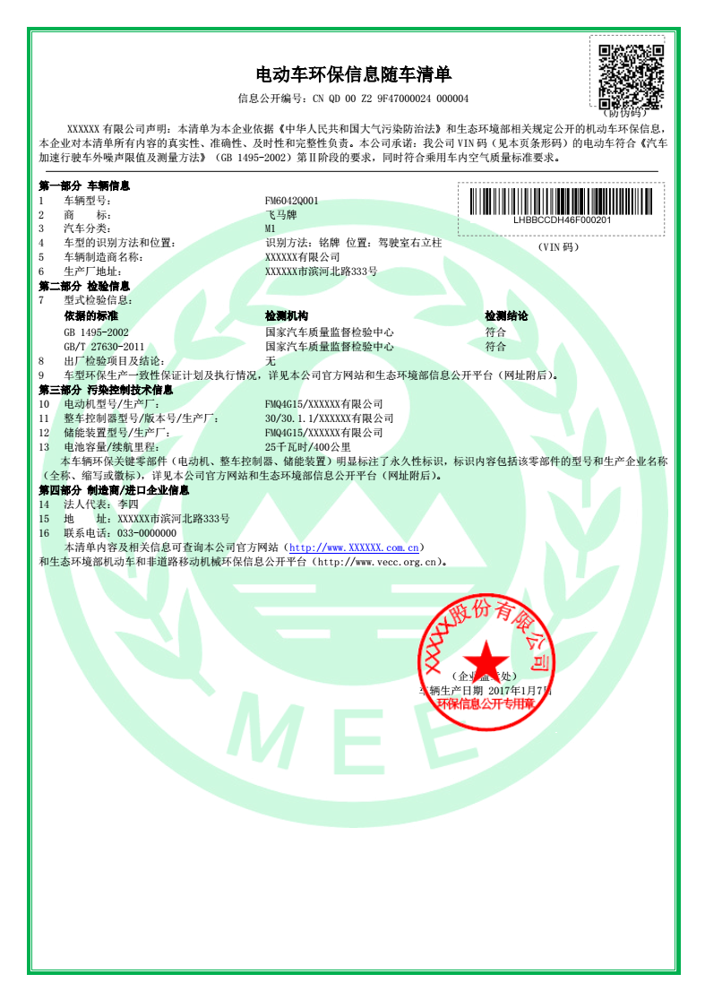 电动车环保信息随车清单
信息公开编号：CN QD 00 Z2 9F47000024 000004
（防伪码）
XXXXXX 有限公司声明：本清单为本企业依据《中华人民共和国大气污染防治法》和生态环境部相关规定公开的机动车环保信息，
本企业对本清单所有内容的真实性、准确性、及时性和完整性负责。本公司承诺：我公司 VIN 码（见本页条形码）的电动车符合《汽车
加速行驶车外噪声限值及测量方法》（GB 1495-2002）第Ⅱ阶段的要求，同时符合乘用车内空气质量标准要求。
第一部分 车辆信息
1 车辆型号： FM6042Q001
2 商 标： 飞马牌
3 汽车分类： M1
4 车型的识别方法和位置： 识别方法：铭牌 位置：驾驶室右立柱
5 车辆制造商名称： XXXXXX有限公司
6 生产厂地址： XXXXXX市滨河北路333号
LHBBCCDH46F000201
（VIN 码）
第二部分 检验信息
7 型式检验信息：
依据的标准 检测机构 检测结论
GB 1495-2002 国家汽车质量监督检验中心 符合
GB/T 27630-2011 国家汽车质量监督检验中心 符合
8 出厂检验项目及结论： 无
9 车型环保生产一致性保证计划及执行情况，详见本公司官方网站和生态环境部信息公开平台（网址附后）。
第三部分 污染控制技术信息
10 电动机型号/生产厂： FMQ4G15/XXXXXX有限公司
11 整车控制器型号/版本号/生产厂： 30/30.1.1/XXXXXX有限公司
12 储能装置型号/生产厂： FMQ4G15/XXXXXX有限公司
13 电池容量/续航里程： 25千瓦时/400公里
本车辆环保关键零部件（电动机、整车控制器、储能装置）明显标注了永久性标识，标识内容包括该零部件的型号和生产企业名称
（全称、缩写或徽标），详见本公司官方网站和生态环境部信息公开平台（网址附后）。
第四部分 制造商/进口企业信息
14 法人代表：李四
15 地 址：XXXXXX市滨河北路333号
16 联系电话：033-0000000
本清单内容及相关信息可查询本公司官方网站（http://www.XXXXXX.com.cn）
和生态环境部机动车和非道路移动机械环保信息公开平台（http://www.vecc.org.cn）。
XXXXX股份有限公司
（企业盖章处）
车辆生产日期 2017年1月7日
环保信息公开专用章
MEE